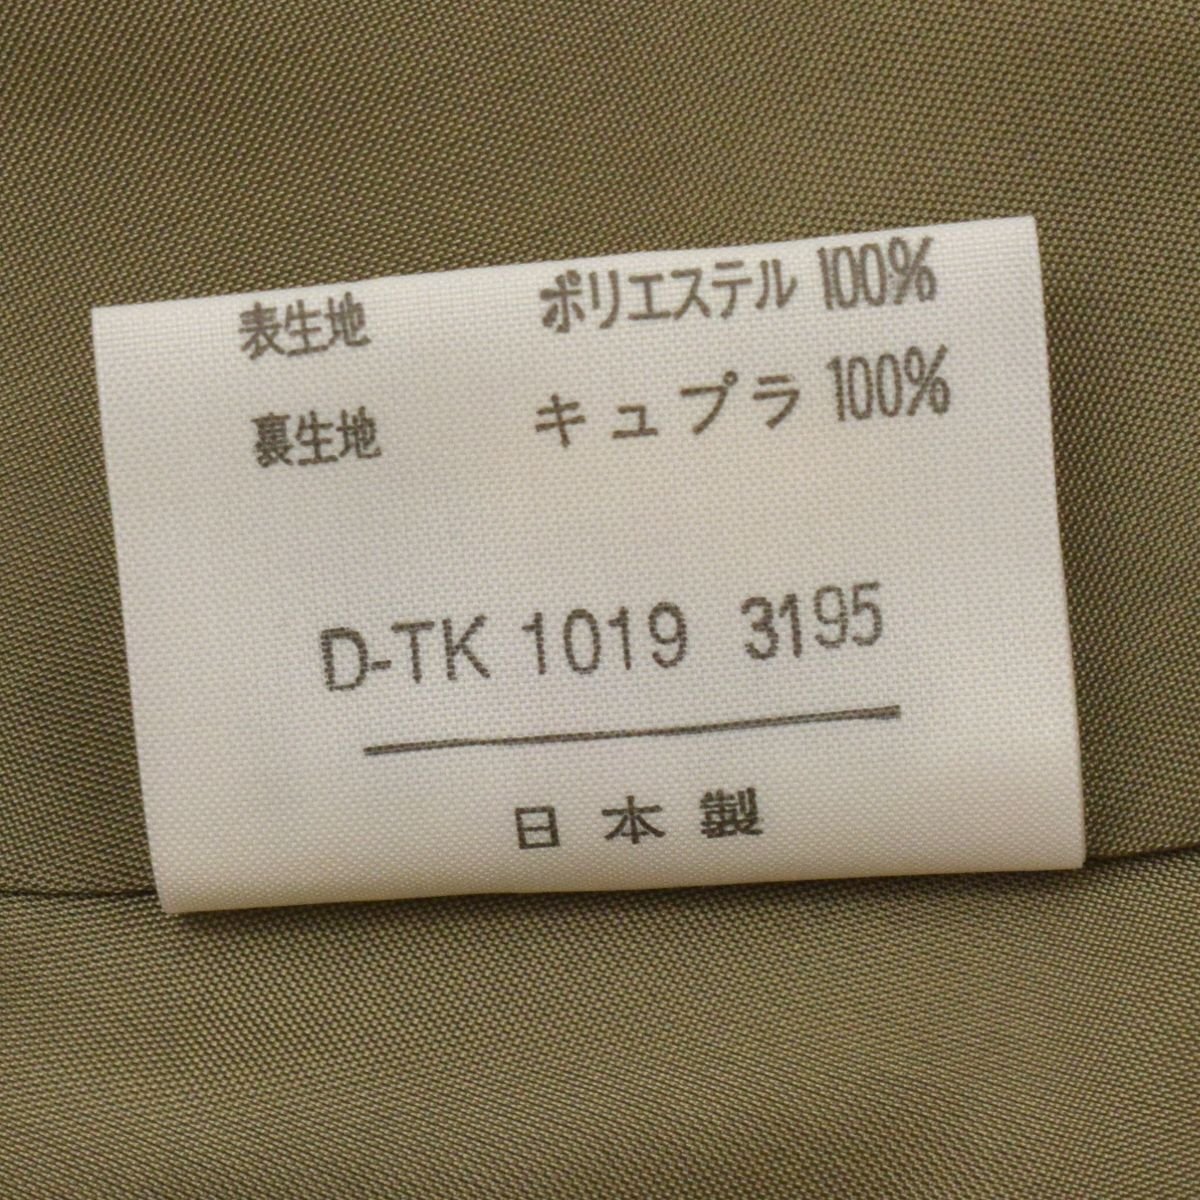 表生地 ポリエステル 100%
裏生地 キュプラ 100%
D-TK 1019 3195
日本製